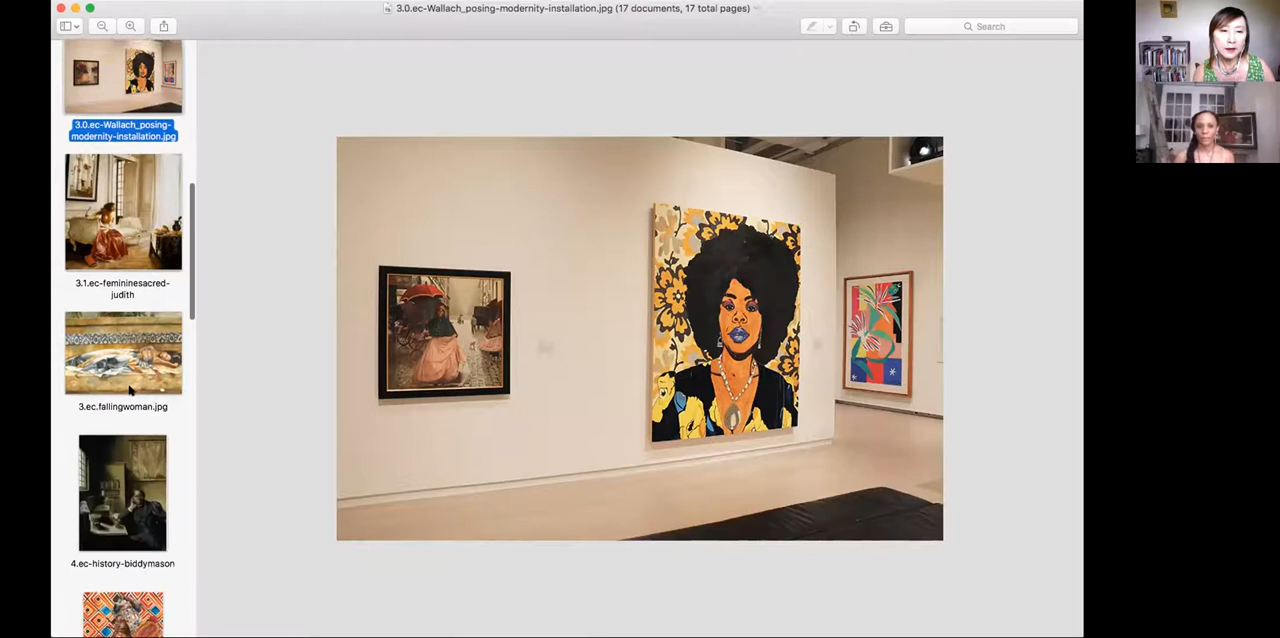 3.0.ec-Wallach_posing-modernity-installation.jpg (17 documents, 17 total pages)
Search
3.0.ec-Wallach_posing-
modernity-installation.jpg
3.1.ec-femininesacred-
judith
3.ec.fallingwoman.jpg
4.ec-history-biddymason